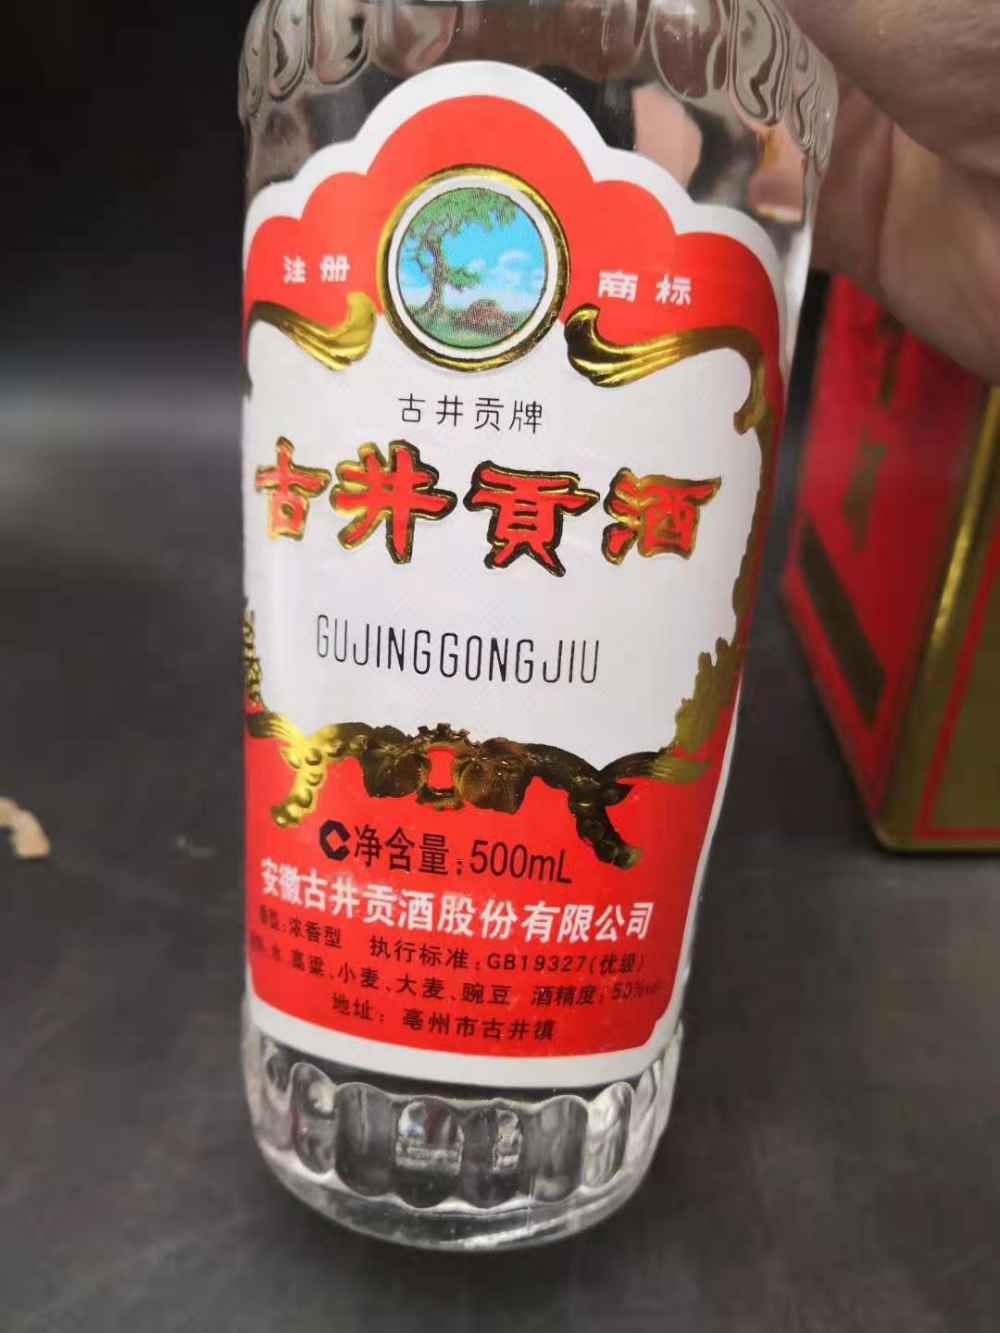 注册 商标
古井贡牌
古井贡酒
GUJINGGONGJIU
净含量:500mL
安徽古井贡酒股份有限公司
香型:浓香型 执行标准:GB19327(优级)
水、高粱、小麦、大麦、豌豆 酒精度:50%vol
地址:亳州市古井镇